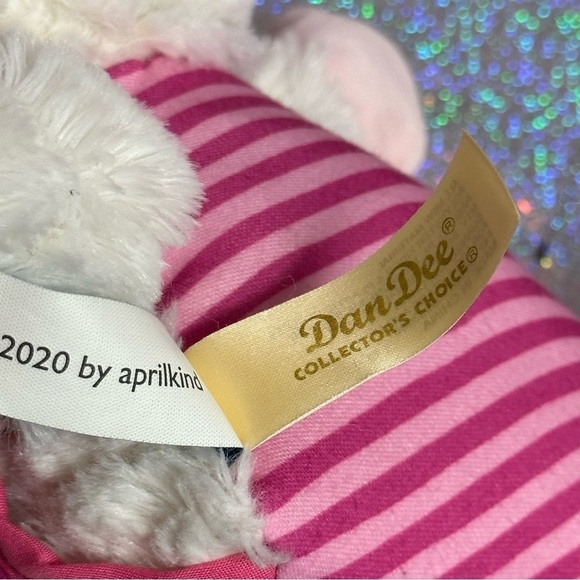 2020 by aprilkind
Dan Dee®
COLLECTOR'S CHOICE®